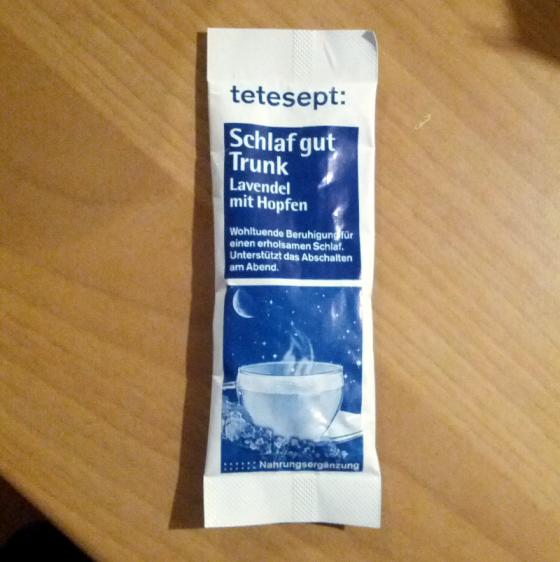 tetesept:
Schlaf gut
Trunk
Lavendel
mit Hopfen
Wohltuende Beruhigung für
einen erholsamen Schlaf.
Unterstützt das Abschalten
am Abend.
Nahrungsergänzung